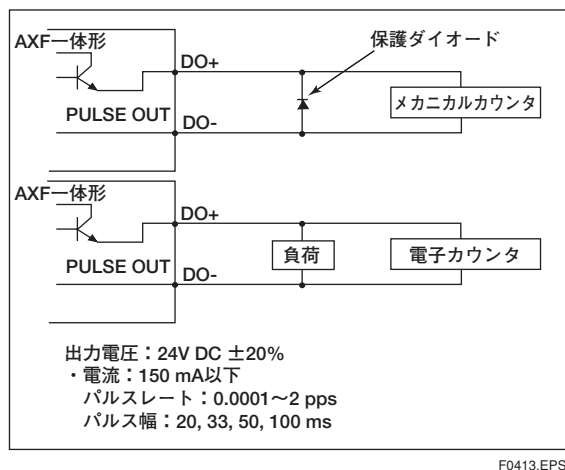 AXF一体形
DO+
保護ダイオード
メカニカルカウンタ
PULSE OUT
DO-
AXF一体形
DO+
負荷
電子カウンタ
PULSE OUT
DO-
出力電圧：24V DC ±20%
・電流：150 mA以下
パルスレート：0.0001〜2 pps
パルス幅：20, 33, 50, 100 ms
F0413.EPS